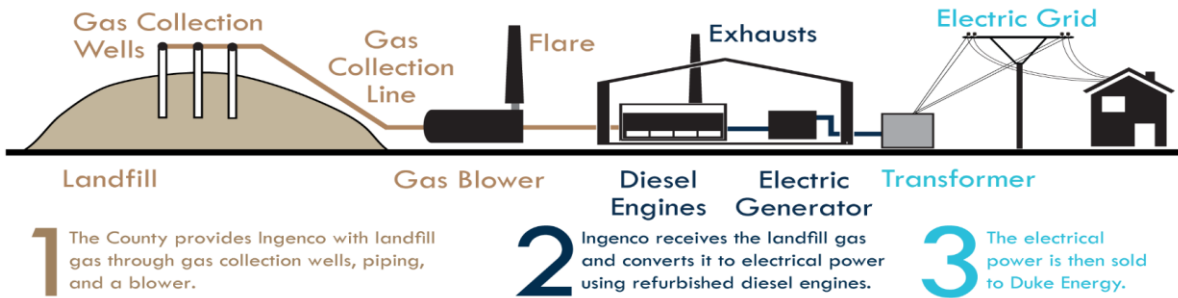 Gas Collection
Wells
Gas
Collection
Line
Flare
Exhausts
Electric Grid
Landfill
Gas Blower
Diesel
Engines
Electric
Generator
Transformer
1
The County provides Ingenco with landfill
gas through gas collection wells, piping,
and a blower.
2
Ingenco receives the landfill gas
and converts it to electrical power
using refurbished diesel engines.
3
The electrical
power is then sold
to Duke Energy.